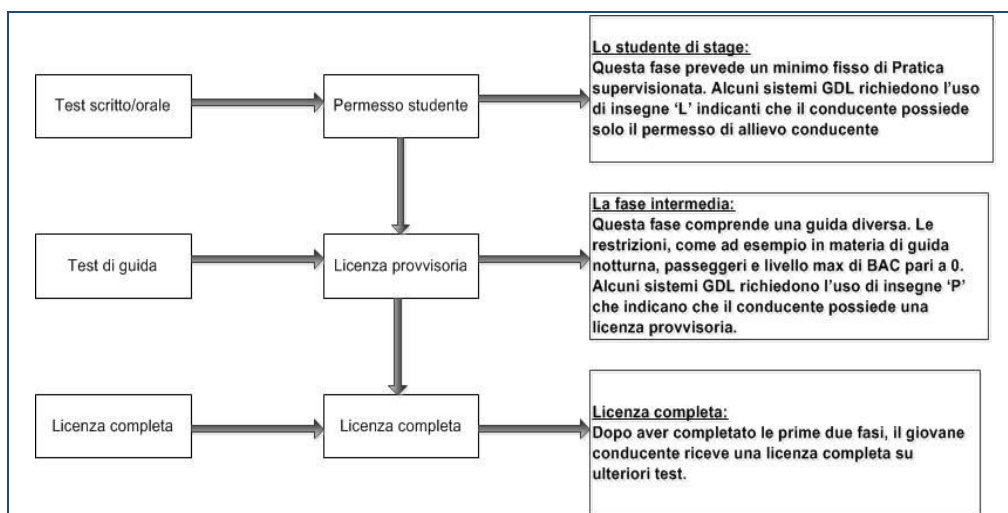 Test scritto/orale
Permesso studente
Lo studente di stage:
Questa fase prevede un minimo fisso di Pratica
supervisionata. Alcuni sistemi GDL richiedono l'uso
di insegne 'L' indicanti che il conducente possiede
solo il permesso di allievo conducente
Test di guida
Licenza provvisoria
La fase intermedia:
Questa fase comprende una guida diversa. Le
restrizioni, come ad esempio in materia di guida
notturna, passeggeri e livello max di BAC pari a 0.
Alcuni sistemi GDL richiedono l'uso di insegne 'P'
che indicano che il conducente possiede una
licenza provvisoria.
Licenza completa
Licenza completa
Licenza completa:
Dopo aver completato le prime due fasi, il giovane
conducente riceve una licenza completa su
ulteriori test.